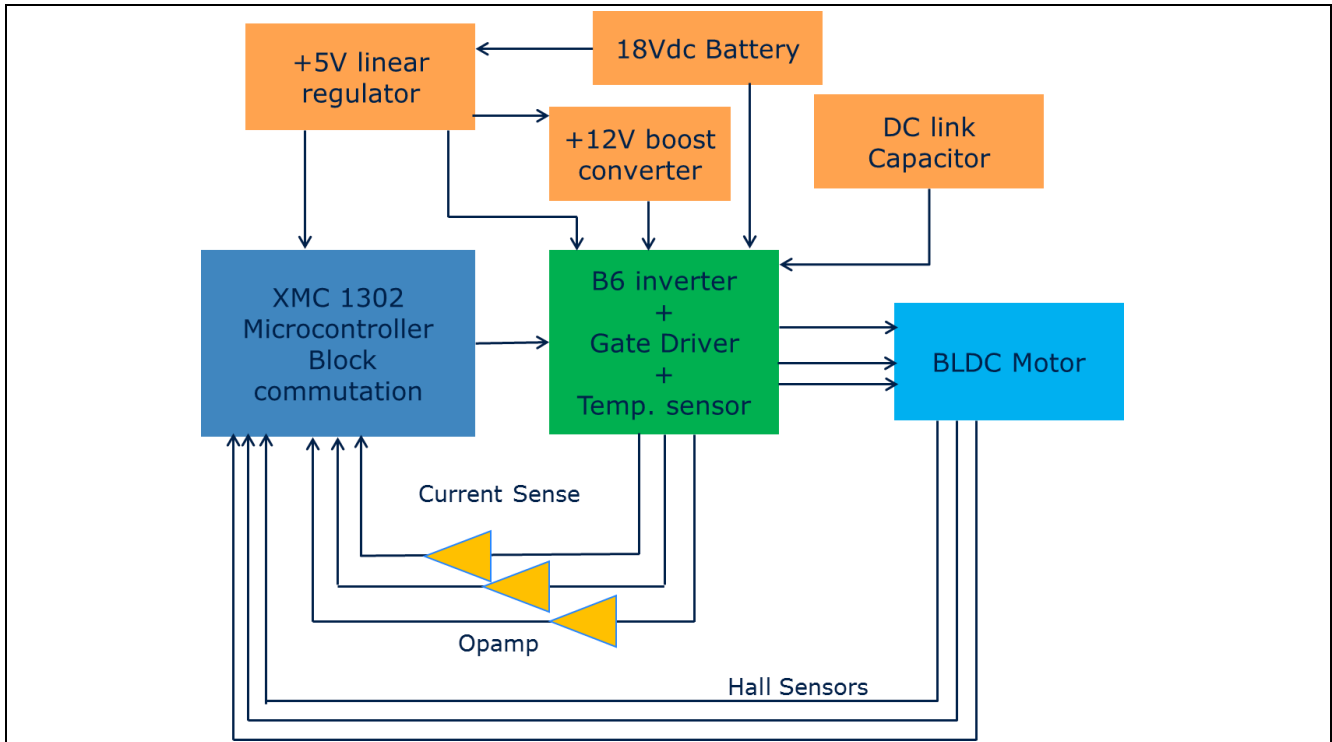 18Vdc Battery
+5V linear
regulator
+12V boost
converter
DC link
Capacitor
XMC 1302
Microcontroller
Block
commutation
B6 inverter
+
Gate Driver
+
Temp. sensor
BLDC Motor
Current Sense
Opamp
Hall Sensors